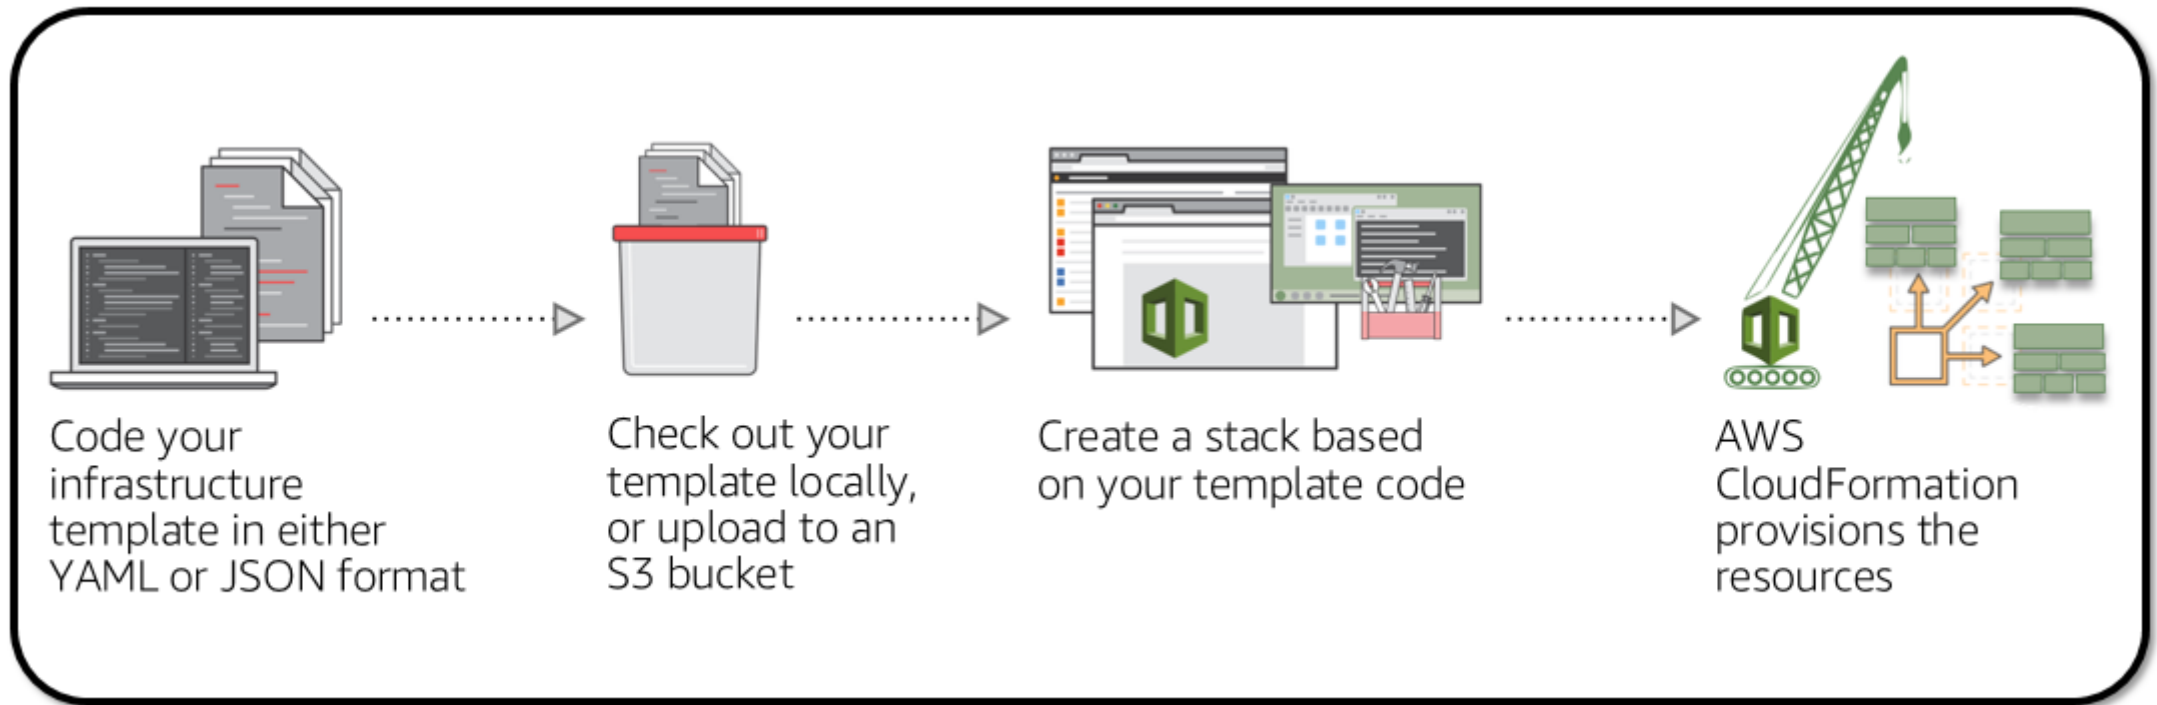 Code your
infrastructure
template in either
YAML or JSON format
Check out your
template locally,
or upload to an
S3 bucket
Create a stack based
on your template code
AWS
CloudFormation
provisions the
resources